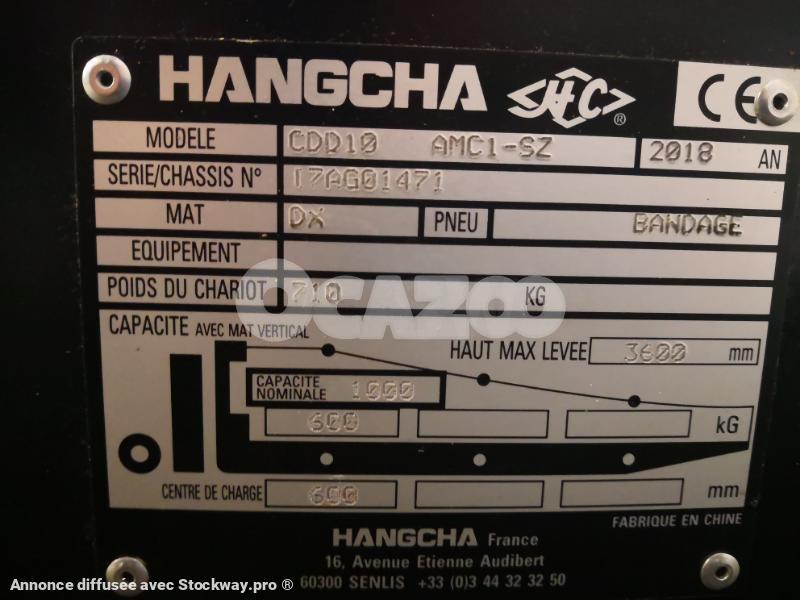 HANGCHA HC ® CE
MODELE CDD10 AMC1-SZ 2018 AN
SERIE/CHASSIS N° I7AG01471
MAT DX PNEU BANDAGE
EQUIPEMENT
POIDS DU CHARIOT 710 KG
OCAZOO
CAPACITE AVEC MAT VERTICAL
HAUT MAX LEVEE 3600 mm
CAPACITE NOMINALE 1000
600 kG
CENTRE DE CHARGE 600 mm
FABRIQUE EN CHINE
HANGCHA France
16, Avenue Etienne Audibert
60300 SENLIS +33 (0)3 44 32 32 50
Annonce diffusée avec Stockway.pro ®